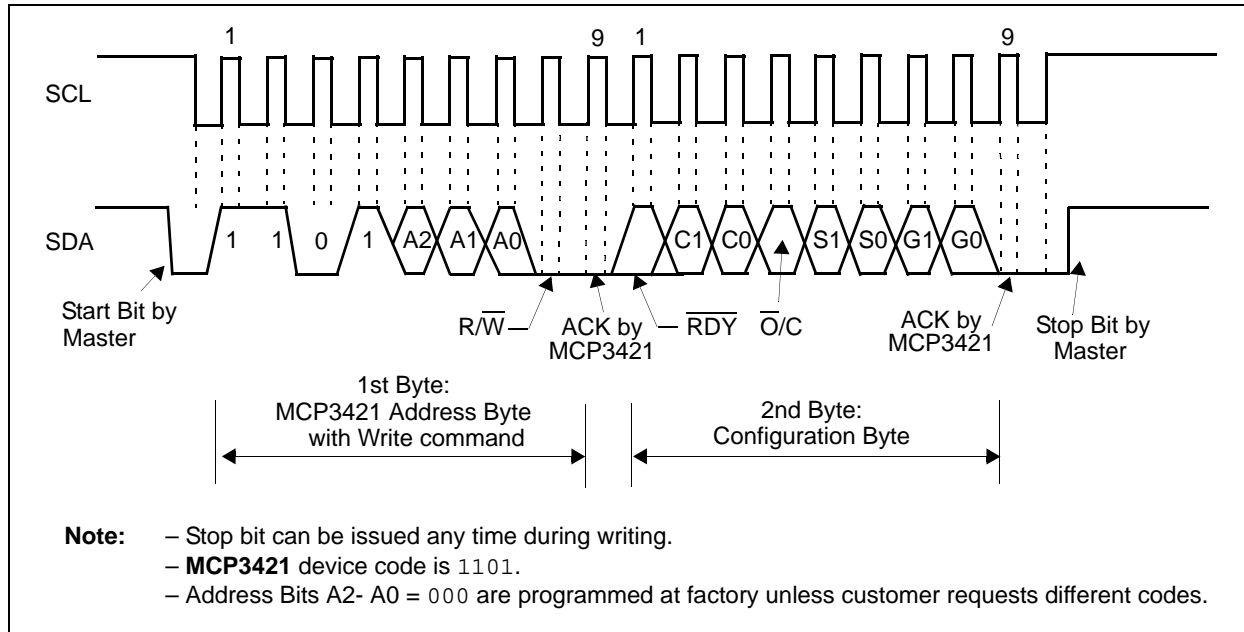 1 9 1 9
SCL
SDA 1 1 0 1 A2 A1 A0 C1 C0 S1 S0 G1 G0
Start Bit by
Master
R/W̅
ACK by
MCP3421
R̅D̅Y̅
O̅/C
ACK by
MCP3421
Stop Bit by
Master
1st Byte:
MCP3421 Address Byte
with Write command
2nd Byte:
Configuration Byte
Note: – Stop bit can be issued any time during writing.
– MCP3421 device code is 1101.
– Address Bits A2- A0 = 000 are programmed at factory unless customer requests different codes.